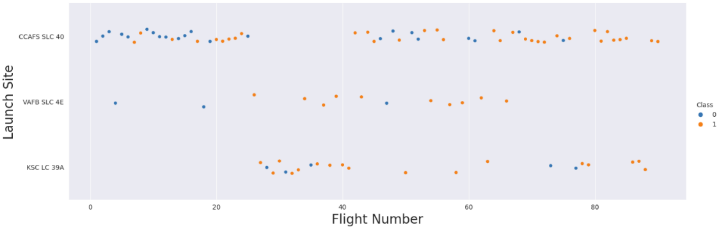 CCAFS SLC 40
VAFB SLC 4E
KSC LC 39A
Launch Site
0
20
40
60
80
Flight Number
Class
0
1